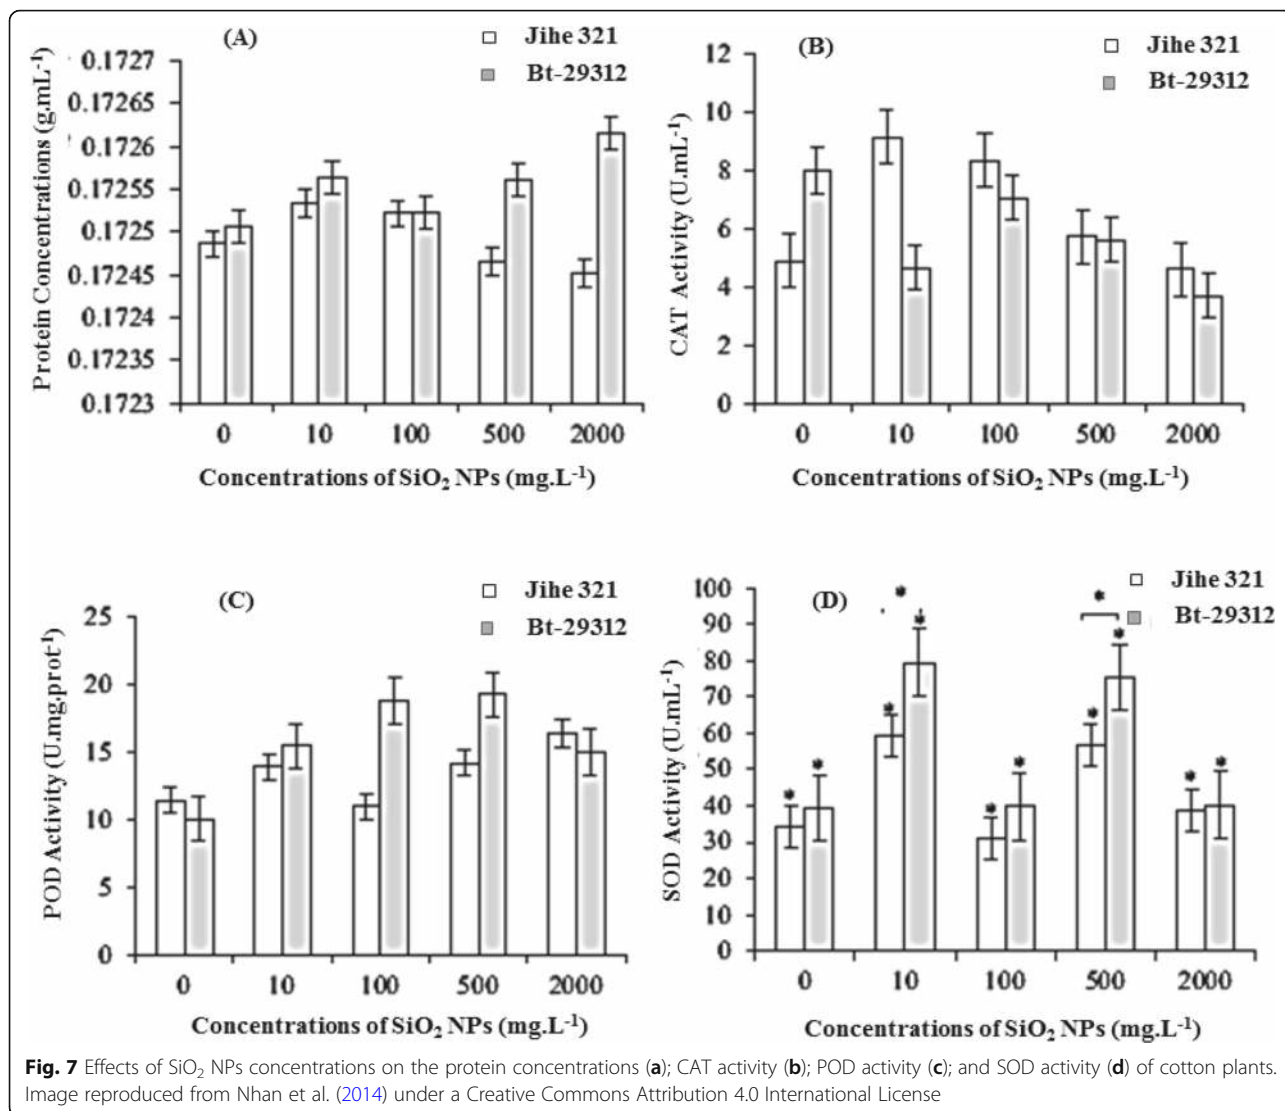 (A)
Jihe 321
Bt-29312
Protein Concentrations (g.mL-1)
0.1727
0.17265
0.1726
0.17255
0.1725
0.17245
0.1724
0.17235
0.1723
0 10 100 500 2000
Concentrations of SiO2 NPs (mg.L-1)
(B)
Jihe 321
Bt-29312
CAT Activity (U.mL-1)
12
10
8
6
4
2
0
0 10 100 500 2000
Concentrations of SiO2 NPs (mg.L-1)
(C)
Jihe 321
Bt-29312
POD Activity (U.mg.prot-1)
25
20
15
10
5
0
0 10 100 500 2000
Concentrations of SiO2 NPs (mg.L-1)
(D)
Jihe 321
Bt-29312
SOD Activity (U.mL-1)
100
90
80
70
60
50
40
30
20
10
0
* * * * * * * * * * * *
0 10 100 500 2000
Concentrations of SiO2 NPs (mg.L-1)
Fig. 7 Effects of SiO2 NPs concentrations on the protein concentrations (a); CAT activity (b); POD activity (c); and SOD activity (d) of cotton plants.
Image reproduced from Nhan et al. (2014) under a Creative Commons Attribution 4.0 International License